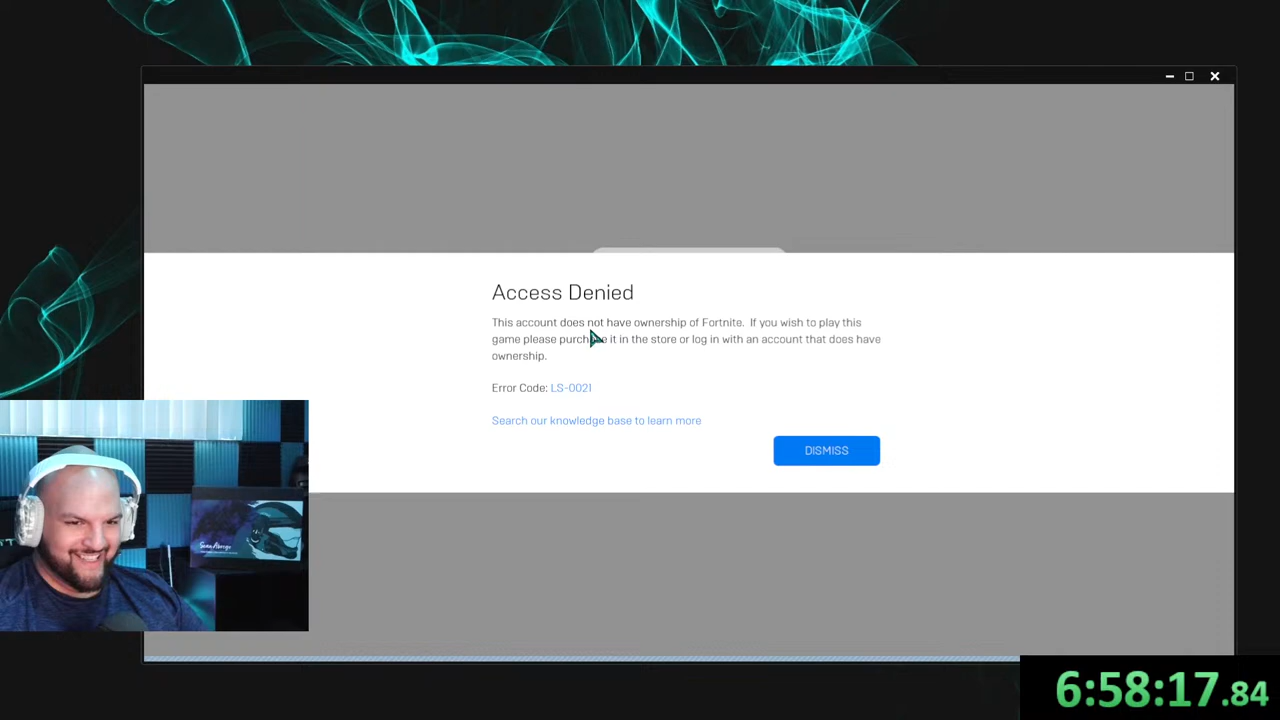 Access Denied
This account does not have ownership of Fortnite. If you wish to play this
game please purchase it in the store or log in with an account that does have
ownership.
Error Code: LS-0021
Search our knowledge base to learn more
DISMISS
6:58:17.84